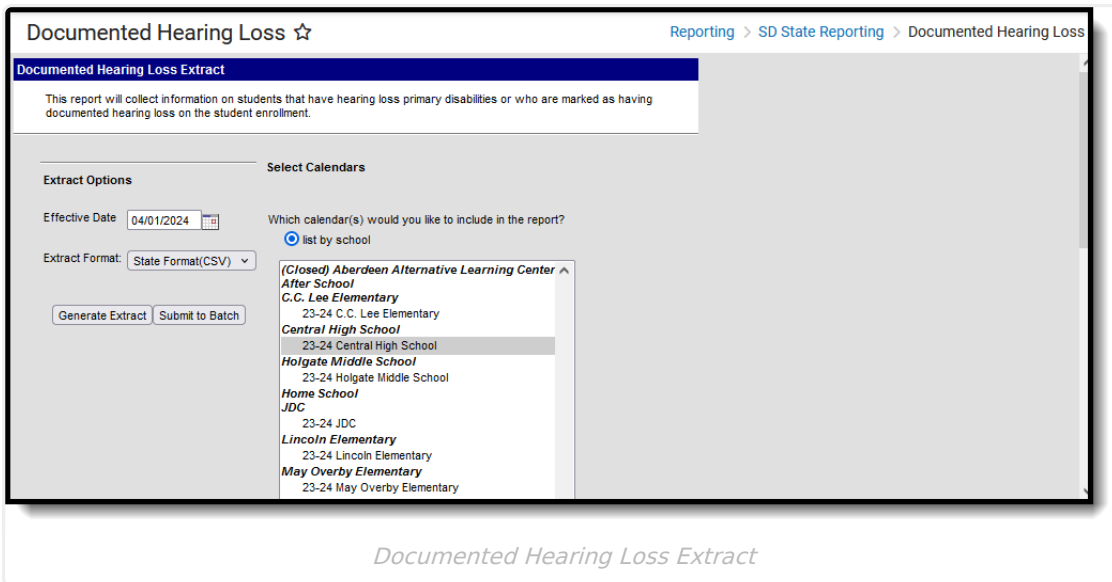 Documented Hearing Loss ☆
Reporting > SD State Reporting > Documented Hearing Loss
Documented Hearing Loss Extract
This report will collect information on students that have hearing loss primary disabilities or who are marked as having
documented hearing loss on the student enrollment.
Extract Options
Effective Date 04/01/2024
Extract Format: State Format(CSV)
Generate Extract Submit to Batch
Select Calendars
Which calendar(s) would you like to include in the report?
list by school
(Closed) Aberdeen Alternative Learning Center
After School
C.C. Lee Elementary
23-24 C.C. Lee Elementary
Central High School
23-24 Central High School
Holgate Middle School
23-24 Holgate Middle School
Home School
JDC
23-24 JDC
Lincoln Elementary
23-24 Lincoln Elementary
May Overby Elementary
23-24 May Overby Elementary
Documented Hearing Loss Extract